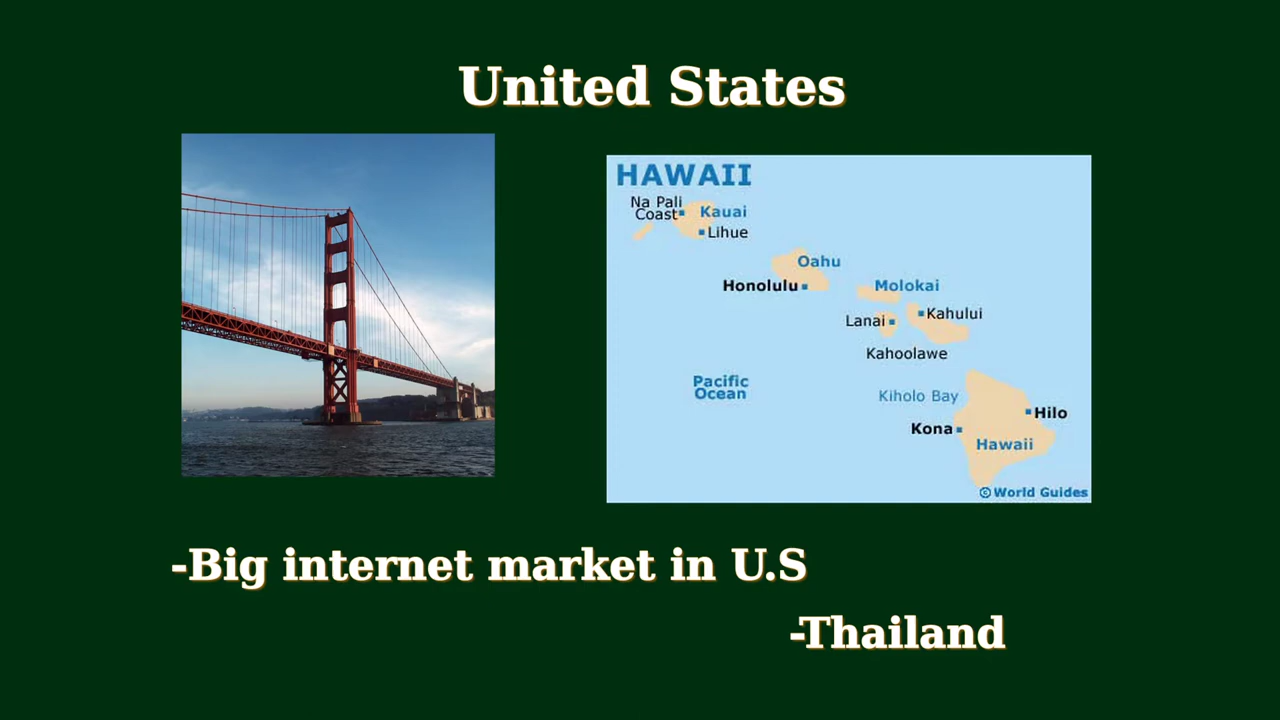 United States
HAWAII
Na Pali
Coast
Kauai
Lihue
Oahu
Honolulu
Molokai
Kahului
Lanai
Kahoolawe
Pacific
Ocean
Kiholo Bay
Hilo
Kona
Hawaii
© World Guides
-Big internet market in U.S
-Thailand